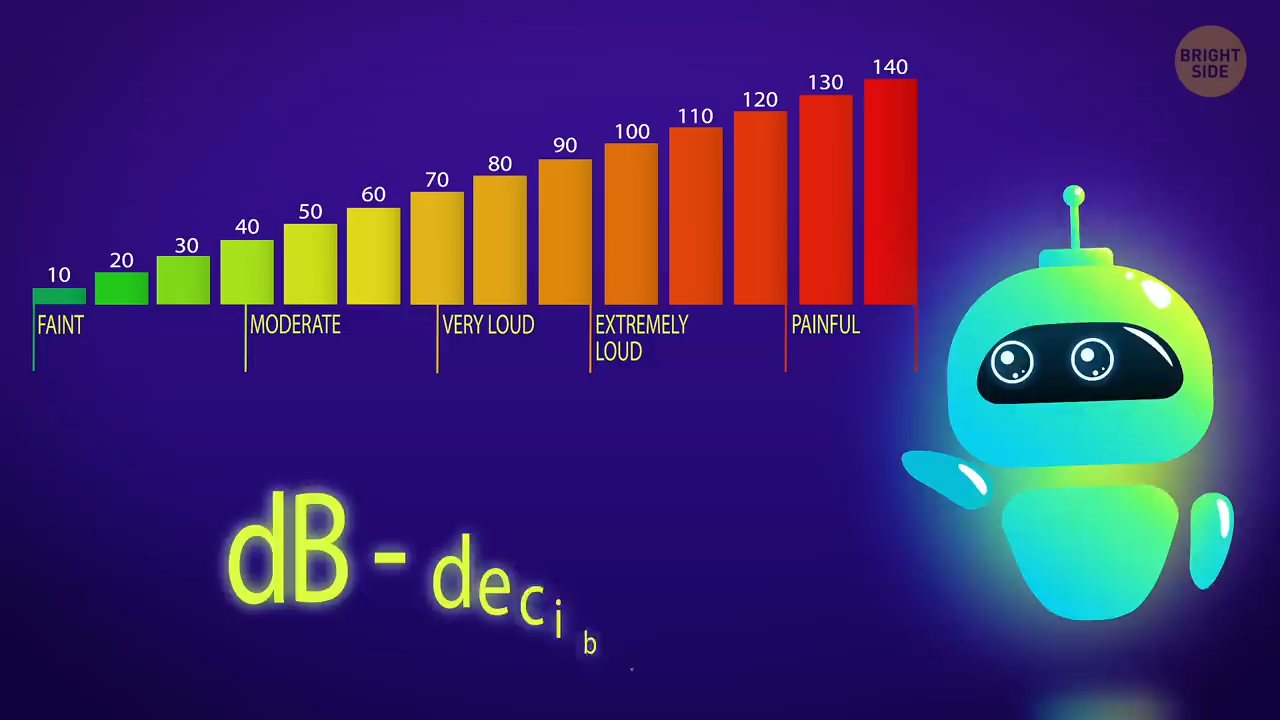 BRIGHT
SIDE
10 20 30 40 50 60 70 80 90 100 110 120 130 140
FAINT MODERATE VERY LOUD EXTREMELY LOUD PAINFUL
dB - decib